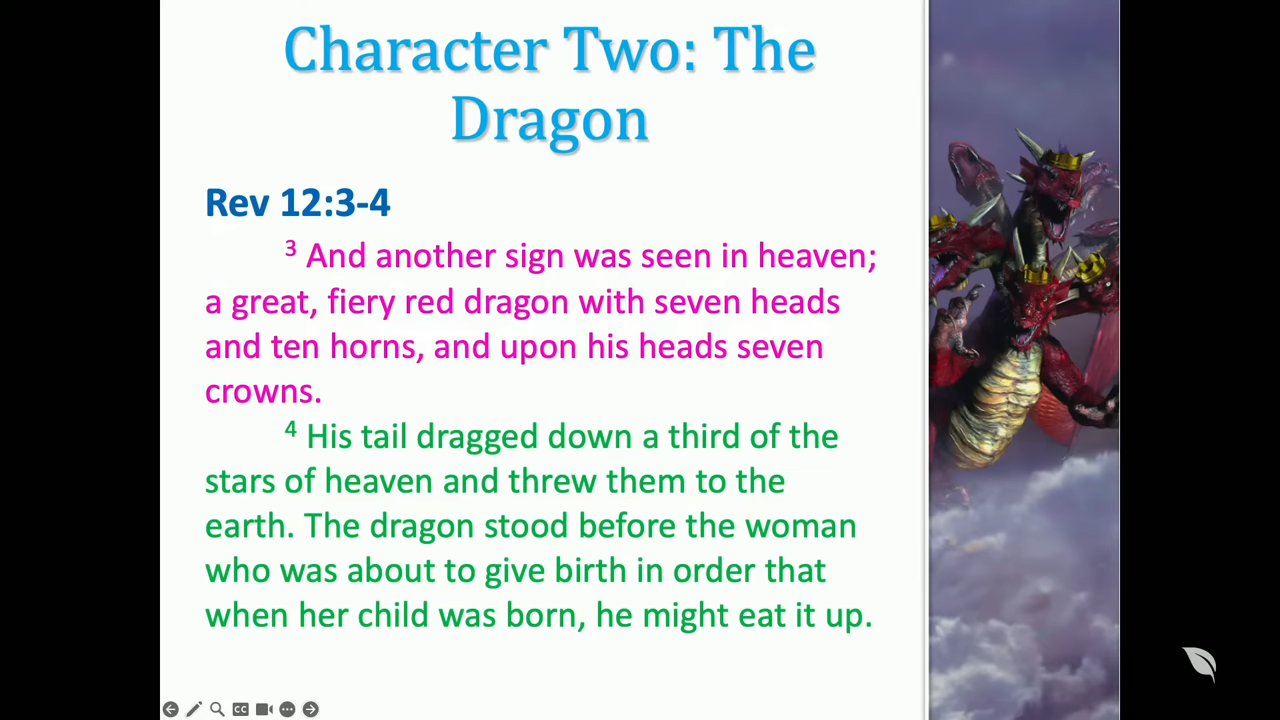 Character Two: The
Dragon
Rev 12:3-4
3 And another sign was seen in heaven;
a great, fiery red dragon with seven heads
and ten horns, and upon his heads seven
crowns.
4 His tail dragged down a third of the
stars of heaven and threw them to the
earth. The dragon stood before the woman
who was about to give birth in order that
when her child was born, he might eat it up.
CC